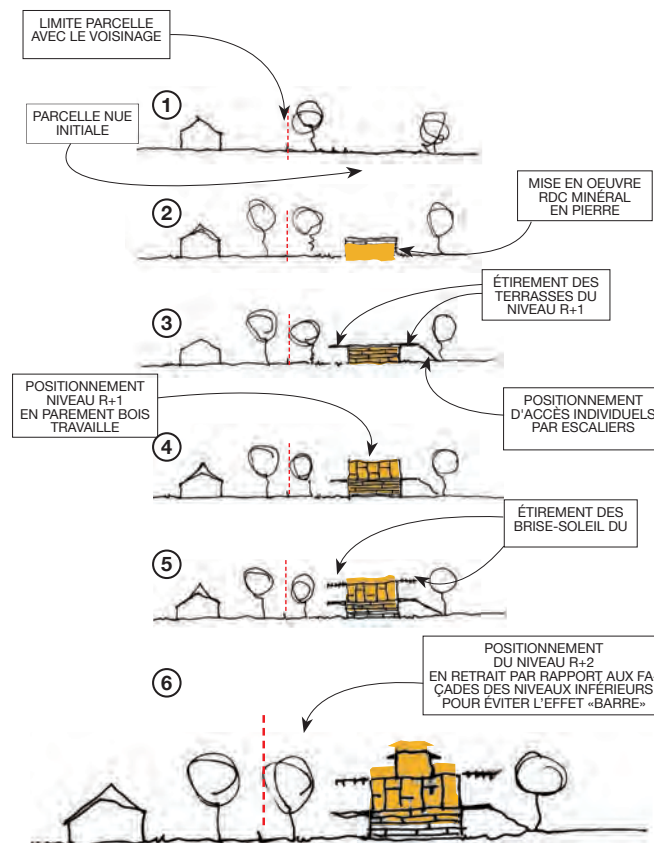 LIMITE PARCELLE
AVEC LE VOISINAGE
1
PARCELLE NUE
INITIALE
2
MISE EN OEUVRE
RDC MINÉRAL
EN PIERRE
3
ÉTIREMENT DES
TERRASSES DU
NIVEAU R+1
POSITIONNEMENT
NIVEAU R+1
EN PAREMENT BOIS
TRAVAILLE
POSITIONNEMENT
D'ACCÈS INDIVIDUELS
PAR ESCALIERS
4
ÉTIREMENT DES
BRISE-SOLEIL DU
5
6
POSITIONNEMENT
DU NIVEAU R+2
EN RETRAIT PAR RAPPORT AUX FA-
ÇADES DES NIVEAUX INFÉRIEURS
POUR ÉVITER L'EFFET «BARRE»